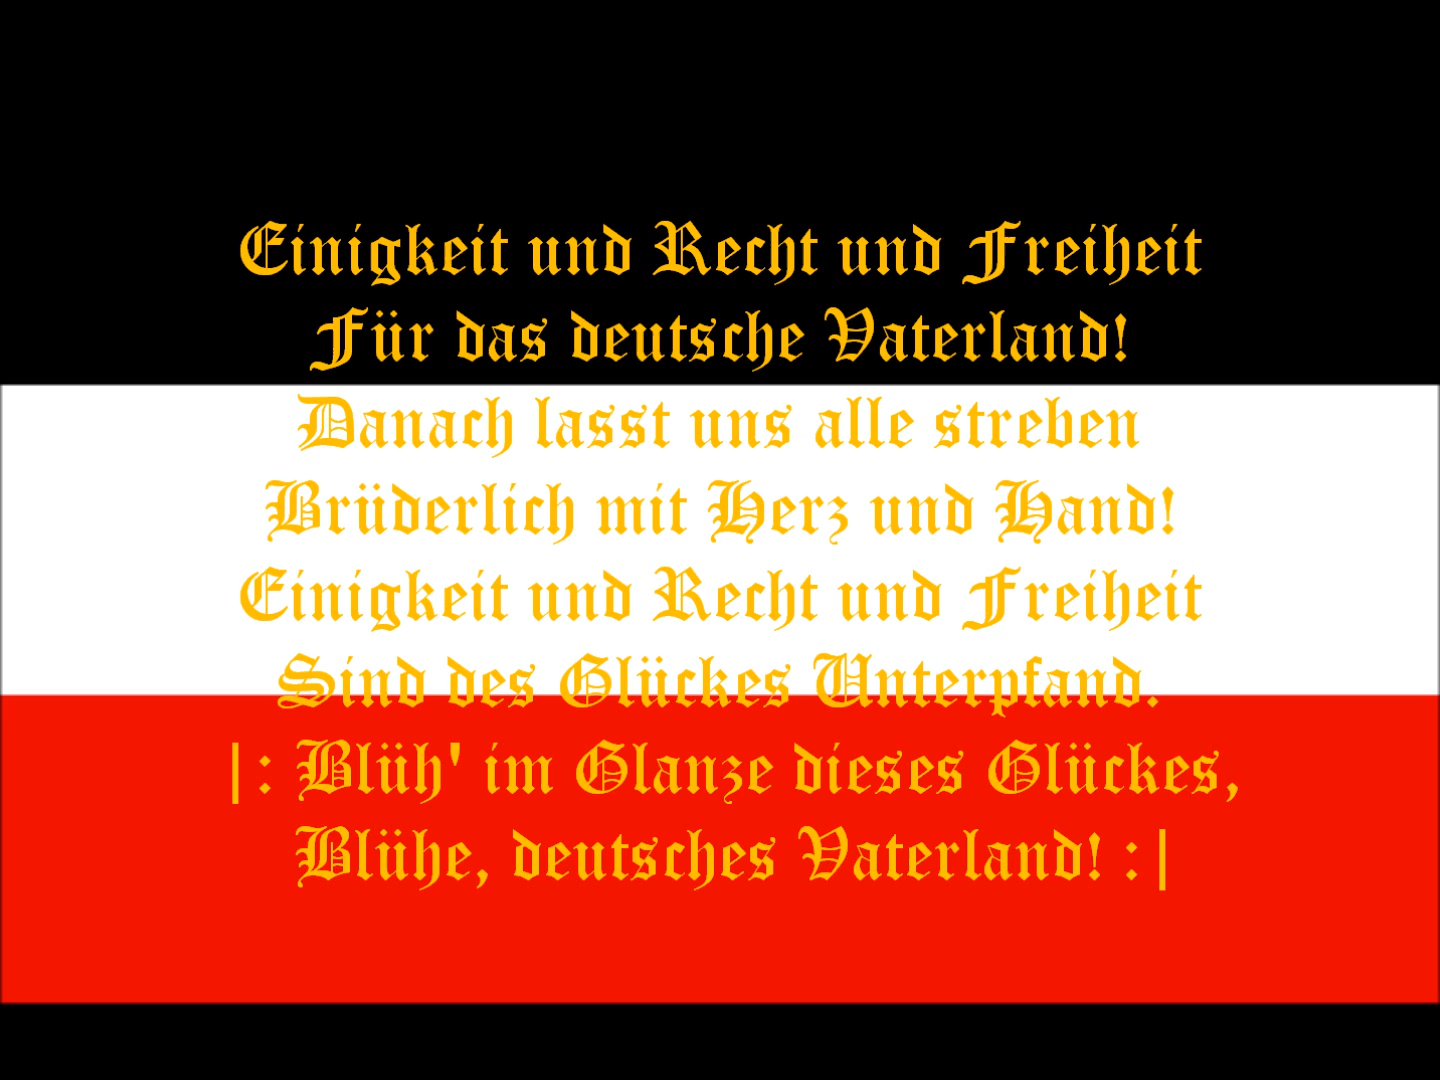 Einigkeit und Recht und Freiheit
Für das deutsche Vaterland!
Danach lasst uns alle streben
Brüderlich mit Herz und Hand!
Einigkeit und Recht und Freiheit
Sind des Glückes Unterpfand.
|: Blüh' im Glanze dieses Glückes,
Blühe, deutsches Vaterland! :|